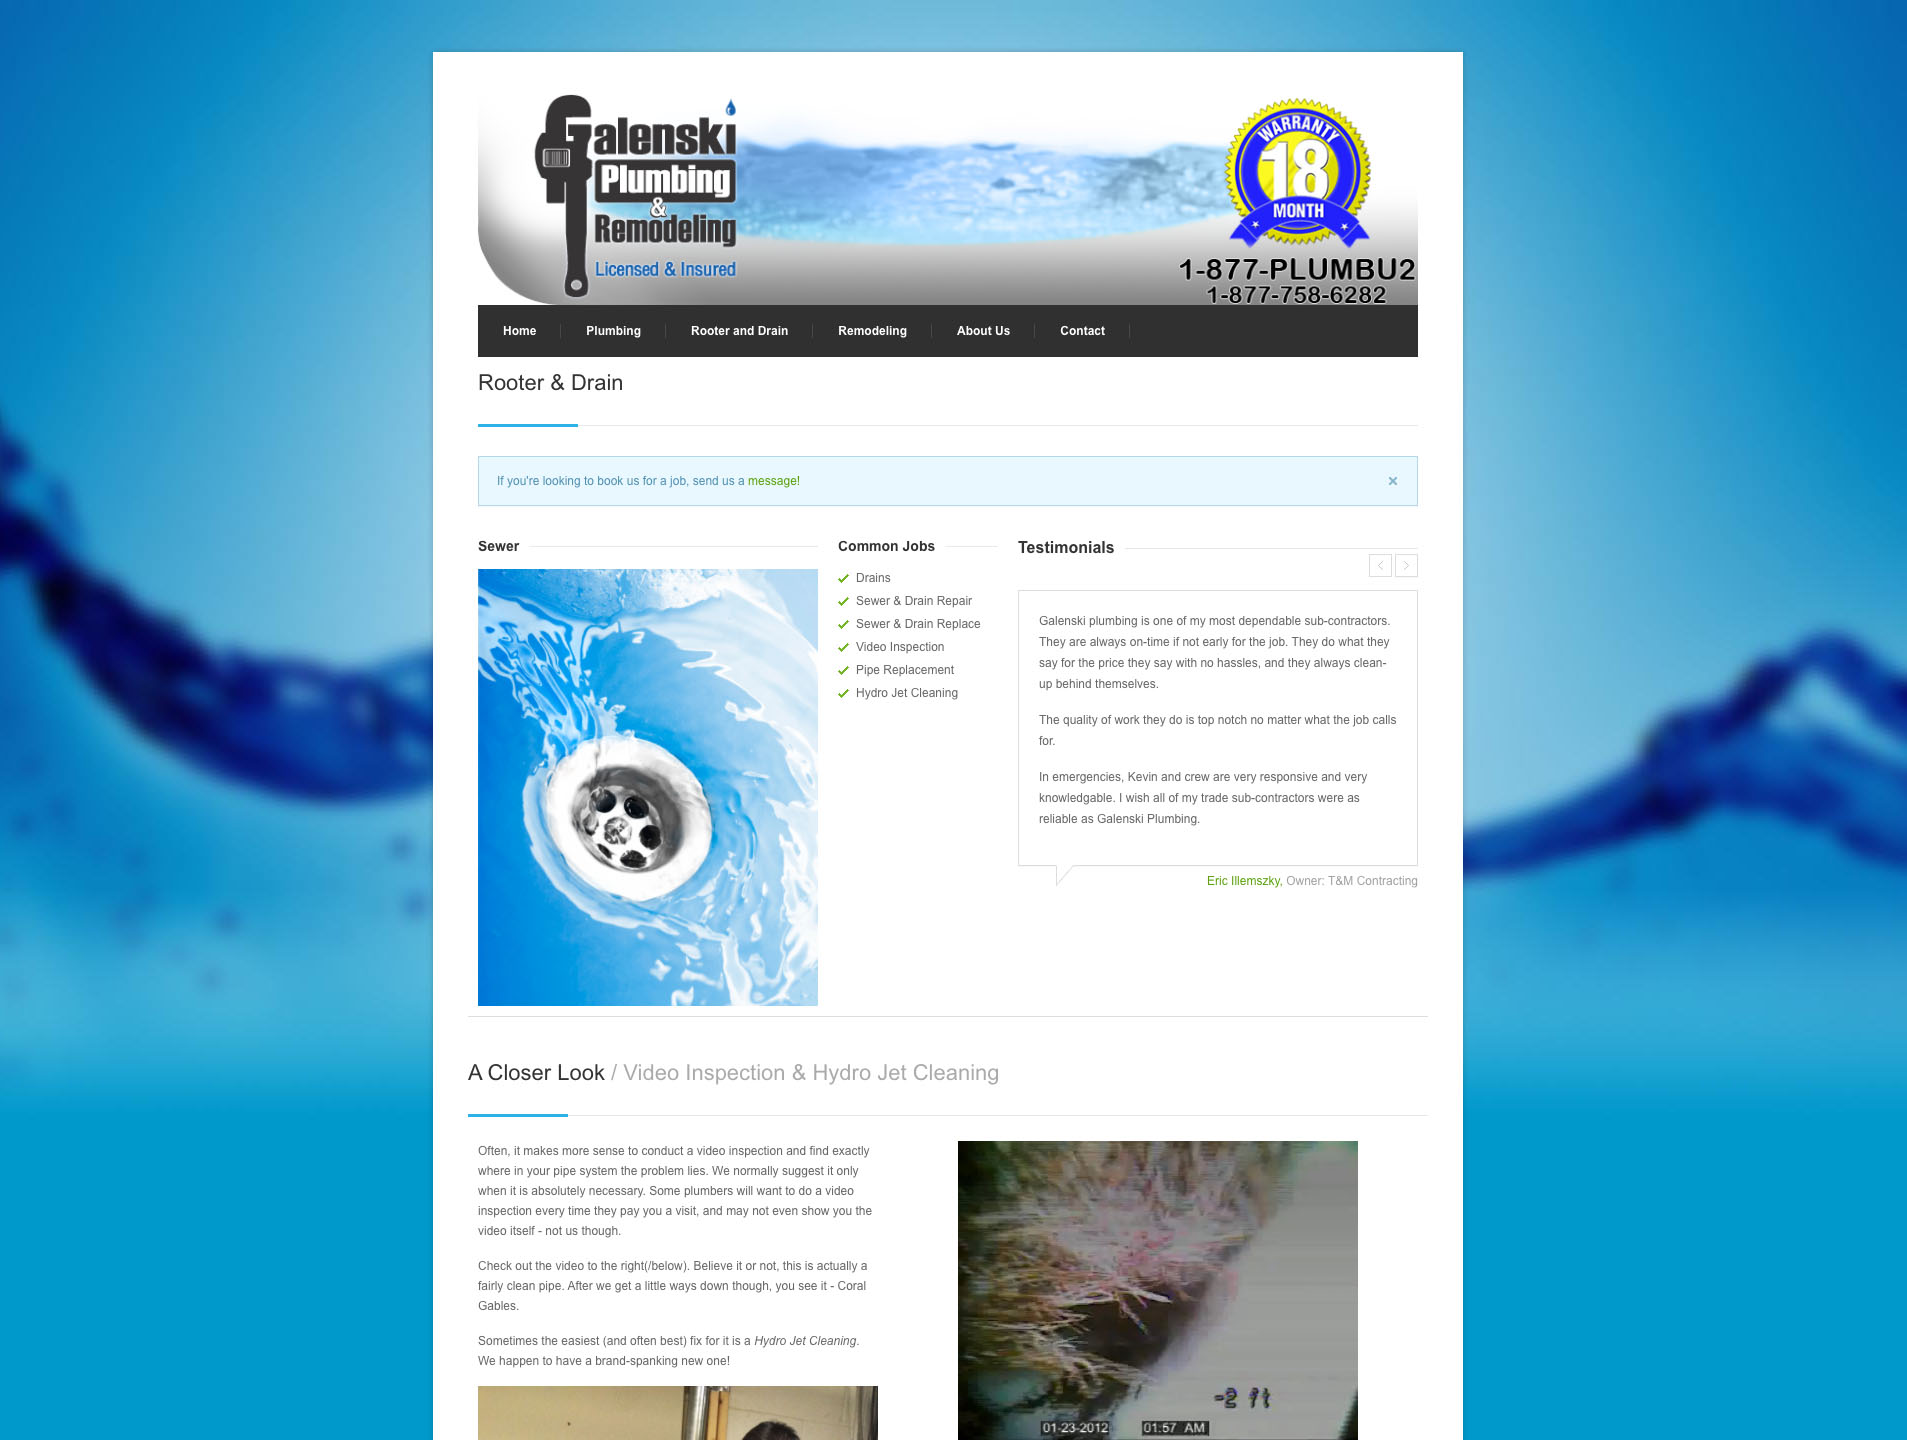 Galenski
Plumbing
&
Remodeling
Licensed & Insured
WARRANTY
18
MONTH
1-877-PLUMBU2
1-877-758-6282
Home
Plumbing
Rooter and Drain
Remodeling
About Us
Contact
Rooter & Drain
If you're looking to book us for a job, send us a message!
×
Sewer
Common Jobs
Drains
Sewer & Drain Repair
Sewer & Drain Replace
Video Inspection
Pipe Replacement
Hydro Jet Cleaning
Testimonials
Galenski plumbing is one of my most dependable sub-contractors.
They are always on-time if not early for the job. They do what they
say for the price they say with no hassles, and they always clean-
up behind themselves.
The quality of work they do is top notch no matter what the job calls
for.
In emergencies, Kevin and crew are very responsive and very
knowledgable. I wish all of my trade sub-contractors were as
reliable as Galenski Plumbing.
Eric Illemszky, Owner: T&M Contracting
A Closer Look / Video Inspection & Hydro Jet Cleaning
Often, it makes more sense to conduct a video inspection and find exactly
where in your pipe system the problem lies. We normally suggest it only
when it is absolutely necessary. Some plumbers will want to do a video
inspection every time they pay you a visit, and may not even show you the
video itself - not us though.
Check out the video to the right(/below). Believe it or not, this is actually a
fairly clean pipe. After we get a little ways down though, you see it - Coral
Gables.
Sometimes the easiest (and often best) fix for it is a Hydro Jet Cleaning.
We happen to have a brand-spanking new one!
-2 ft
01-23-2012 01:57 AM